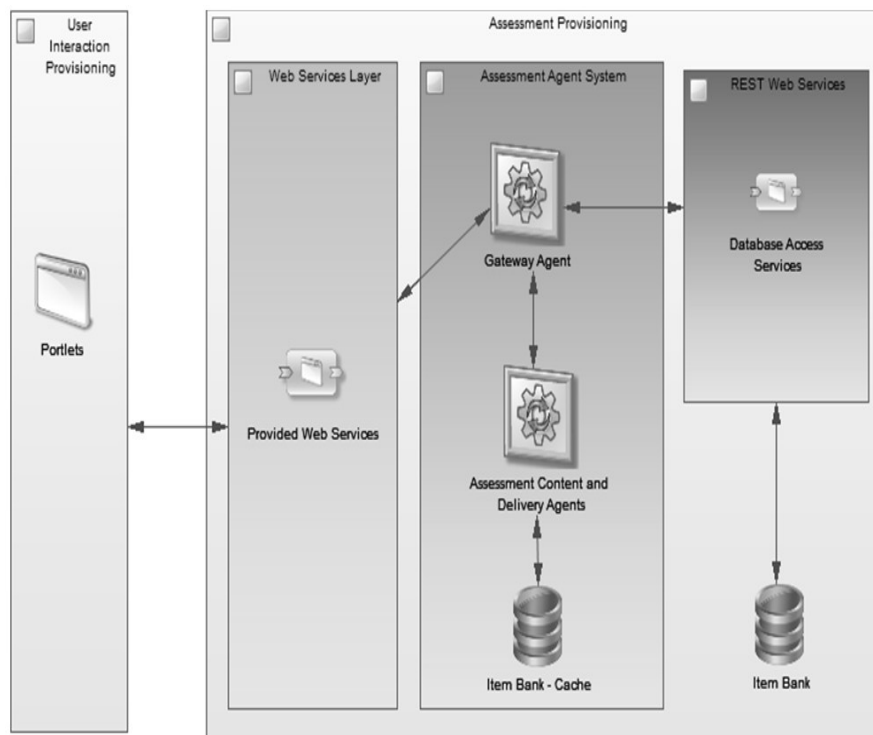 User
Interaction
Provisioning
Portlets
Assessment Provisioning
Web Services Layer
Provided Web Services
Assessment Agent System
Gateway Agent
Assessment Content and
Delivery Agents
Item Bank - Cache
REST Web Services
Database Access
Services
Item Bank